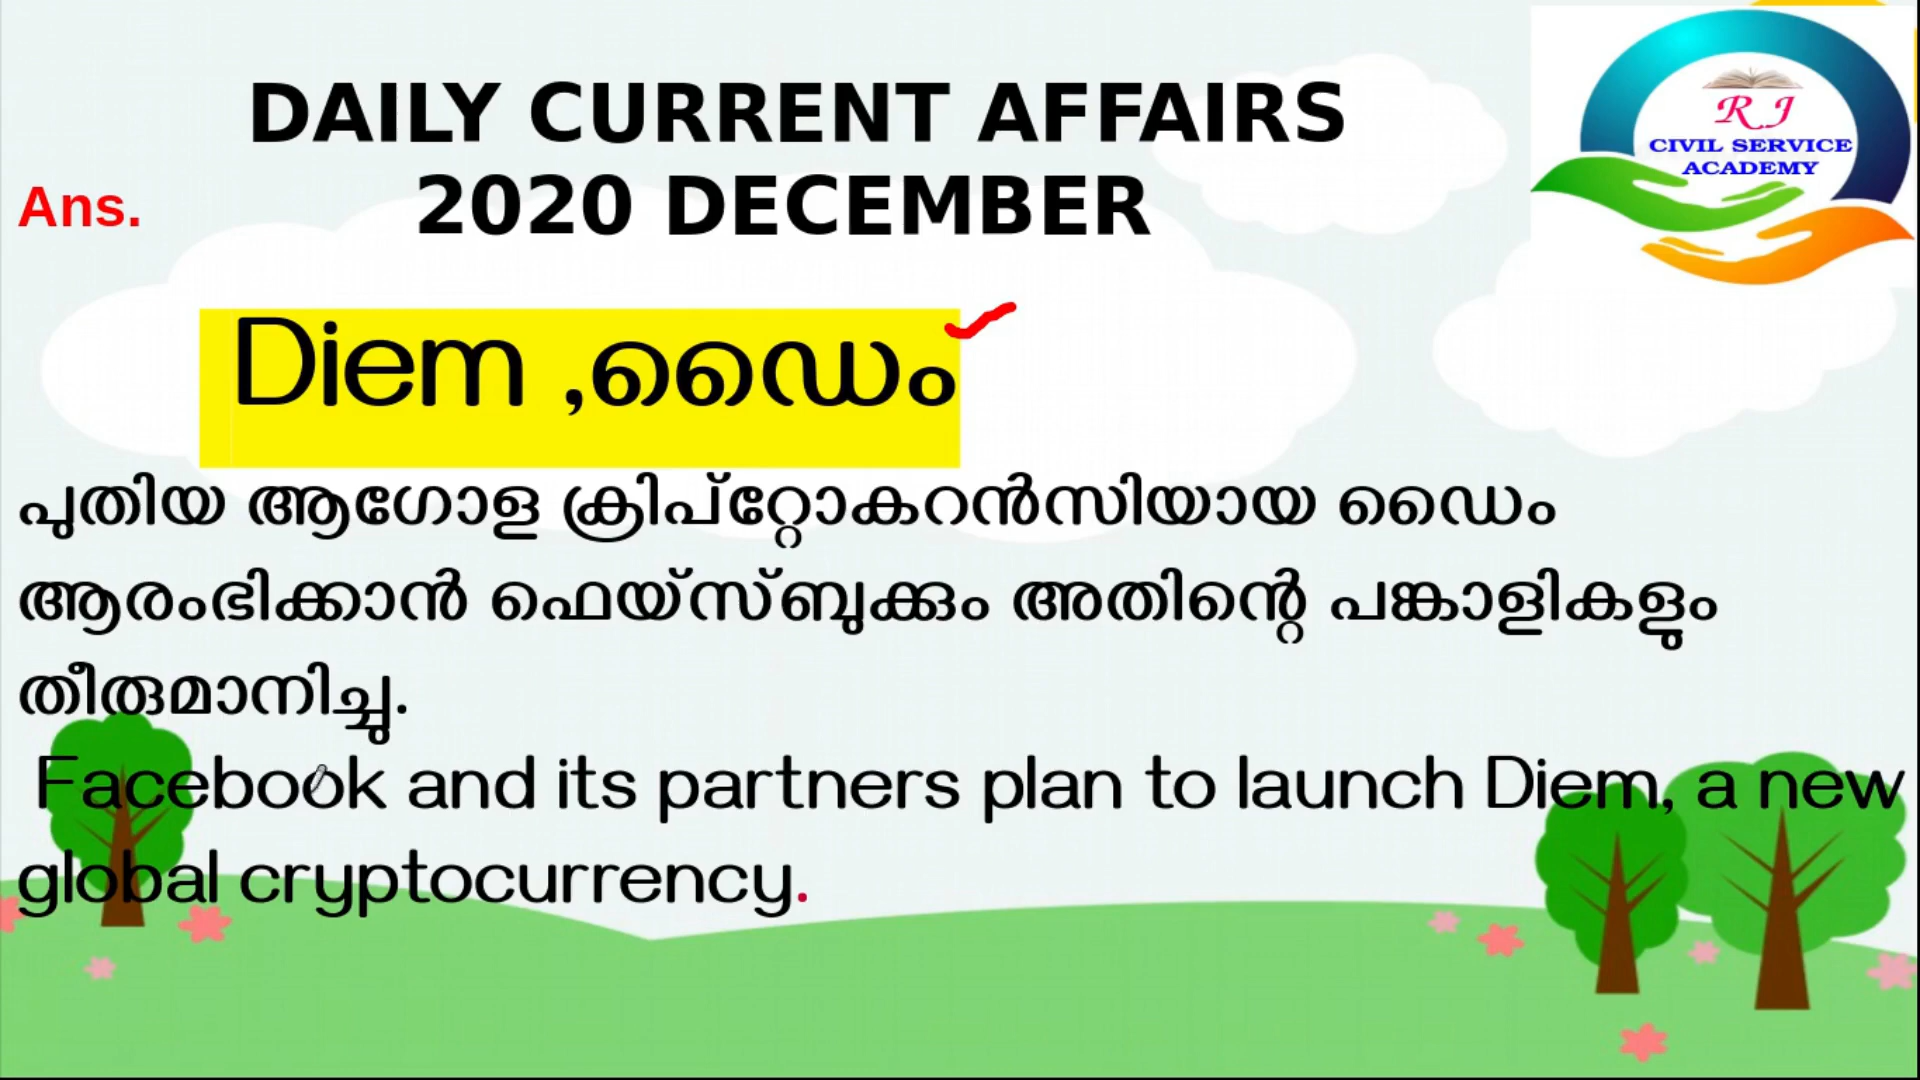 DAILY CURRENT AFFAIRS
2020 DECEMBER
R J
CIVIL SERVICE
ACADEMY
Ans.
Diem ,ഡൈം
പുതിയ ആഗോള ക്രിപ്റ്റോകറൻസിയായ ഡൈം
ആരംഭിക്കാൻ ഫെയ്സ്ബുക്കും അതിന്റെ പങ്കാളികളും
തീരുമാനിച്ചു.
Facebook and its partners plan to launch Diem, a new
global cryptocurrency.